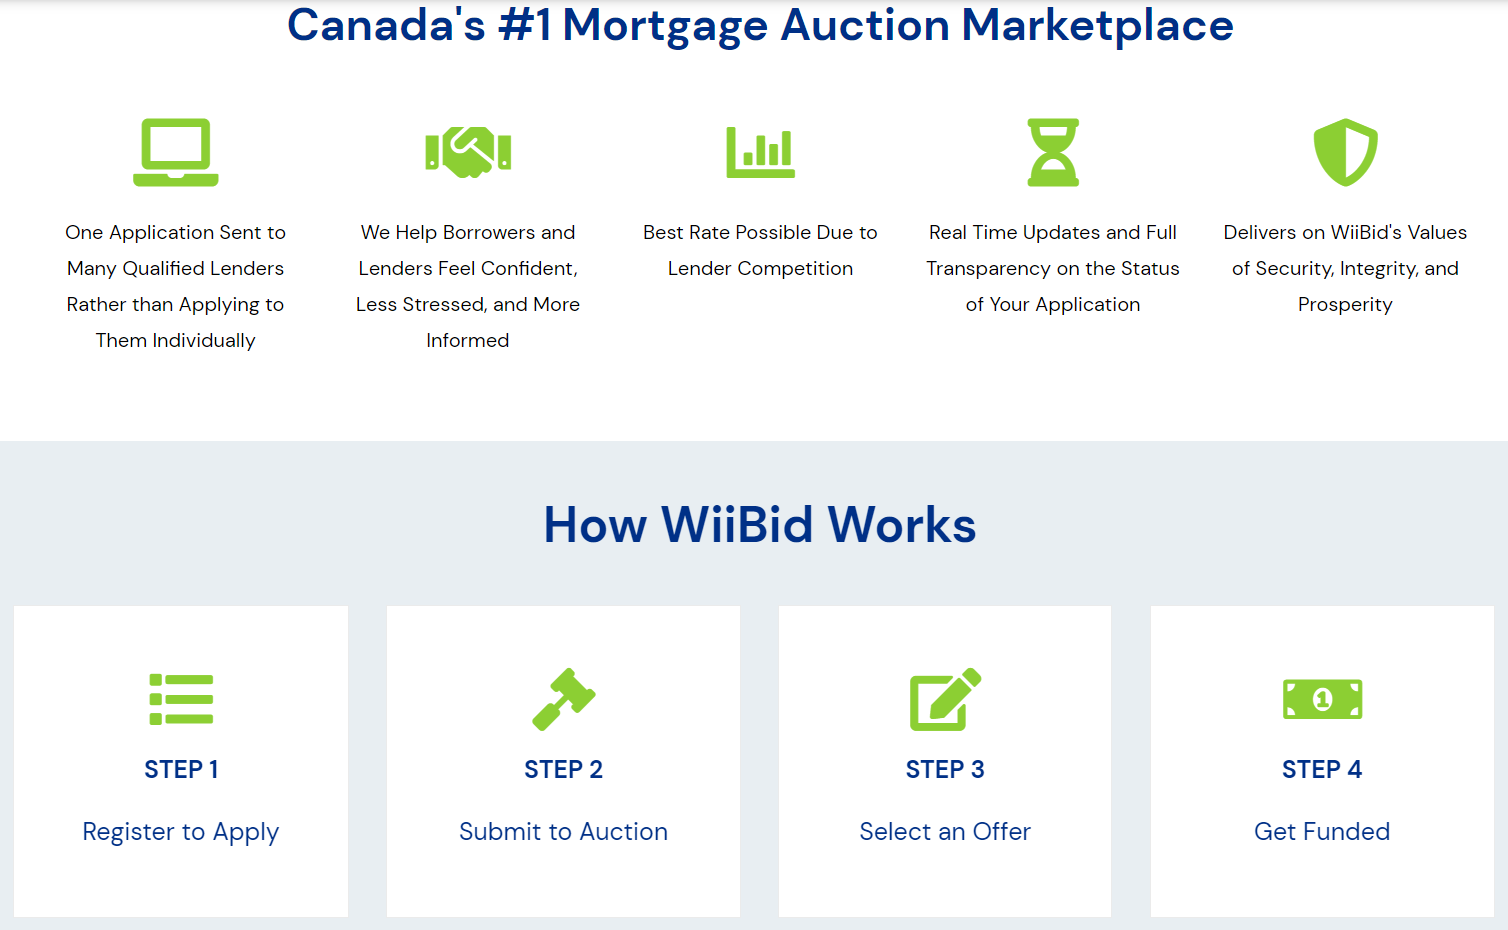 Canada's #1 Mortgage Auction Marketplace
One Application Sent to
Many Qualified Lenders
Rather than Applying to
Them Individually
We Help Borrowers and
Lenders Feel Confident,
Less Stressed, and More
Informed
Best Rate Possible Due to
Lender Competition
Real Time Updates and Full
Transparency on the Status
of Your Application
Delivers on WiiBid's Values
of Security, Integrity, and
Prosperity
How WiiBid Works
STEP 1
Register to Apply
STEP 2
Submit to Auction
STEP 3
Select an Offer
1
STEP 4
Get Funded